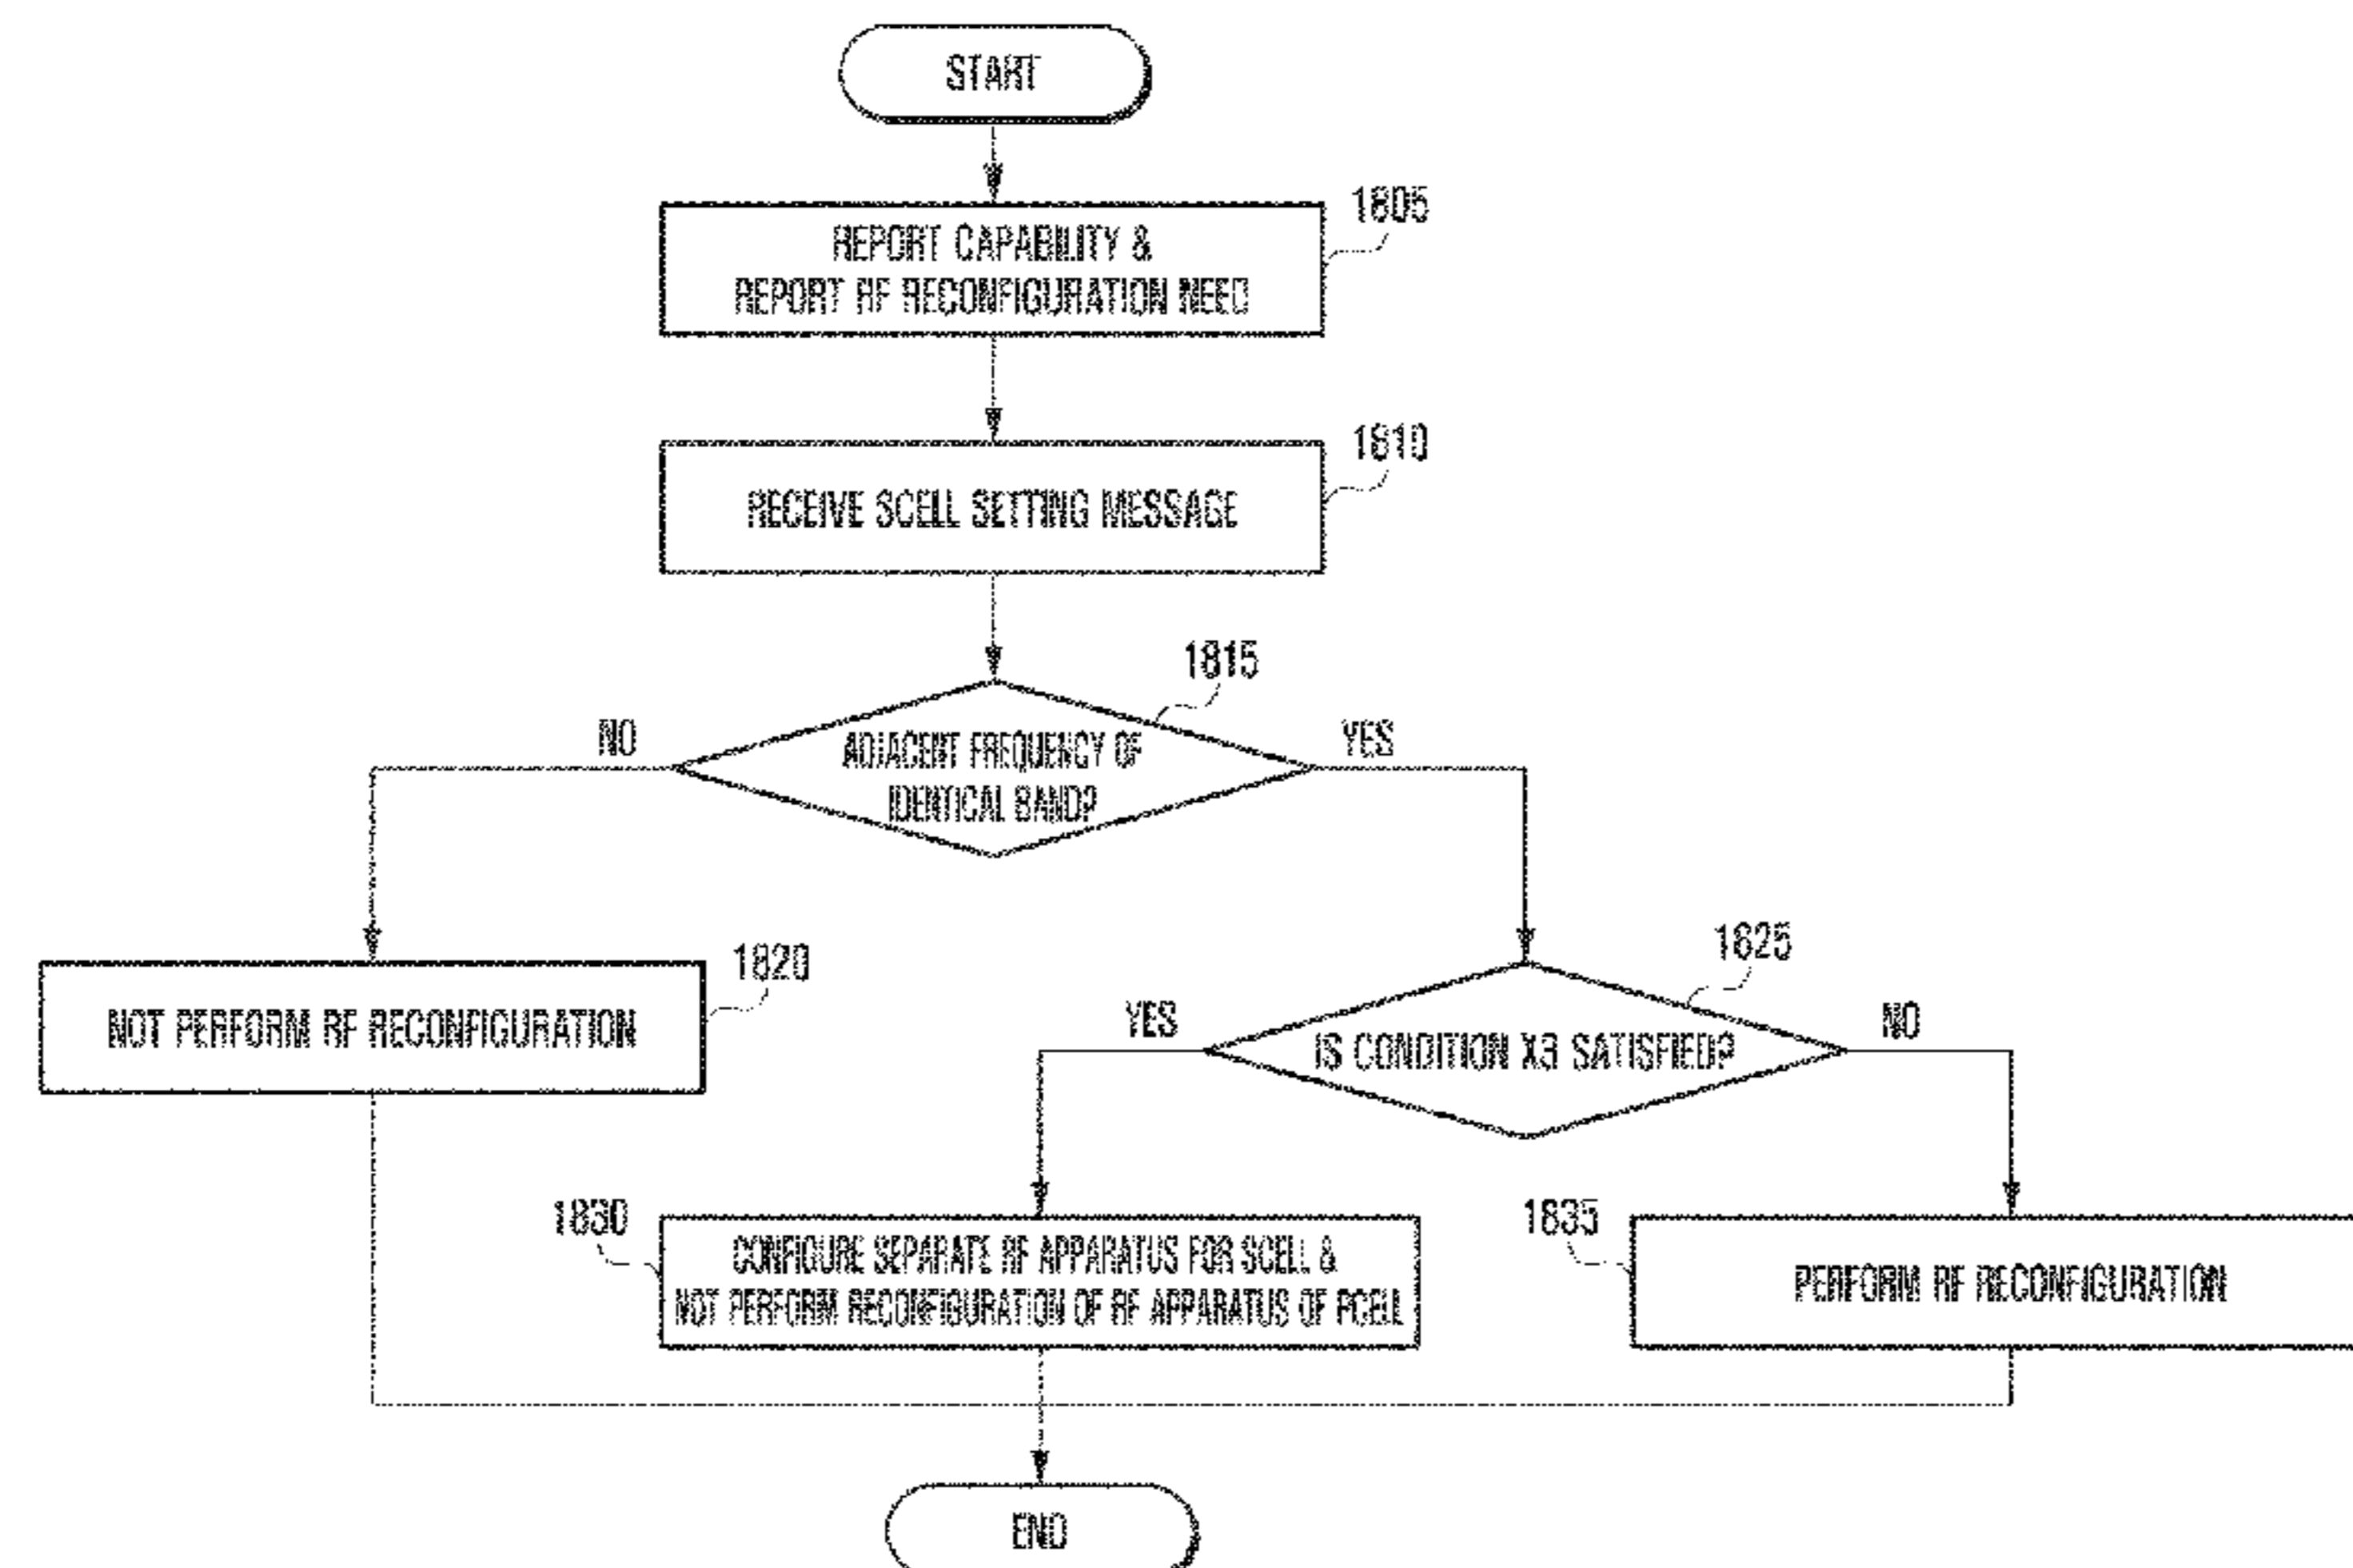 START
1805
REPORT CAPABILITY &
REPORT RF RECONFIGURATION NEED
1810
RECEIVE SCELL SETTING MESSAGE
1815
NO
YES
ADJACENT FREQUENCY OF
IDENTICAL BAND?
1820
NOT PERFORM RF RECONFIGURATION
1825
YES
NO
IS CONDITION X3 SATISFIED?
1830
CONFIGURE SEPARATE RF APPARATUS FOR SCELL &
NOT PERFORM RECONFIGURATION OF RF APPARATUS OF PCELL
1835
PERFORM RF RECONFIGURATION
END